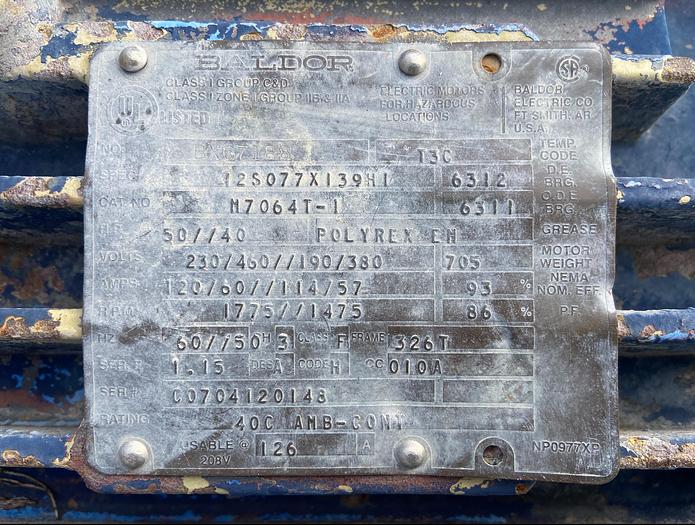 BALDOR
UL LISTED
CLASS I GROUP C&D
CLASS I ZONE I GROUP IIB & IIA
ELECTRIC MOTORS
FOR HAZARDOUS
LOCATIONS
BALDOR
ELECTRIC CO
FT SMITH, AR
U.S.A.
T3C TEMP. CODE
SPEC. 12S077X139H1 6312 D.E. BRG.
CAT NO M7064T-I 6311 O.D.E. BRG.
H.P. 50//40 POLYREX EM GREASE
VOLTS 230/460//190/380 705 MOTOR WEIGHT
AMPS 120/60//114/57 93 % NEMA NOM. EFF.
R.P.M. 1775//1475 86 % P.F.
HZ 60//50 PH 3 CLASS F FRAME 326T
SER.F. 1.15 DES A CODE H CC 010A
SER.# C0704120148
RATING 40C AMB-CONT
USABLE @ 208V 126 A
NP0977XP